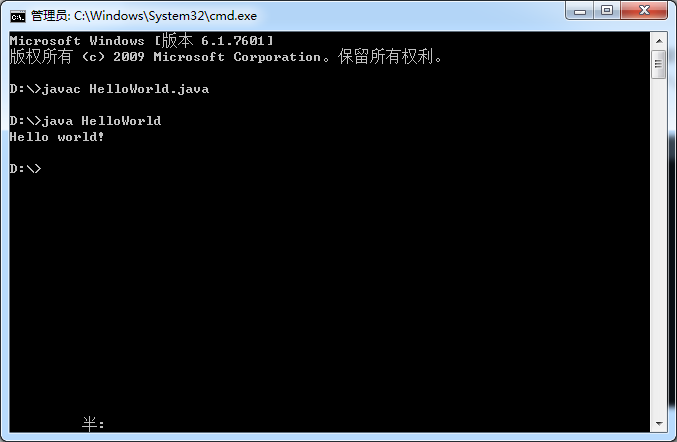 管理员: C:\Windows\System32\cmd.exe
Microsoft Windows [版本 6.1.7601]
版权所有 (c) 2009 Microsoft Corporation。保留所有权利。
D:\>javac HelloWorld.java
D:\>java HelloWorld
Hello world!
D:\>
半: